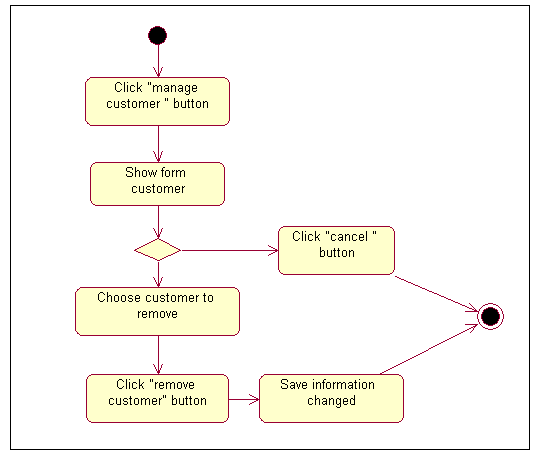 Click "manage
customer " button
Show form
customer
Click "cancel "
button
Choose customer to
remove
Click "remove
customer" button
Save information
changed